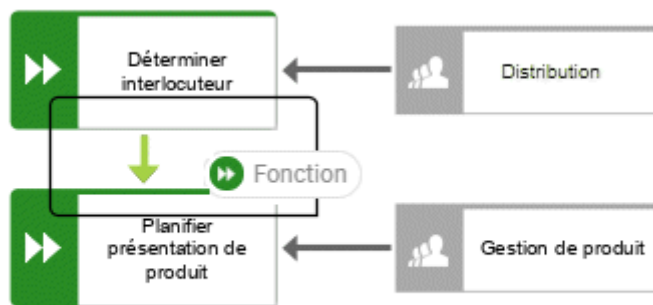 Déterminer
interlocuteur
Distribution
Fonction
Planifier
présentation de
produit
Gestion de produit